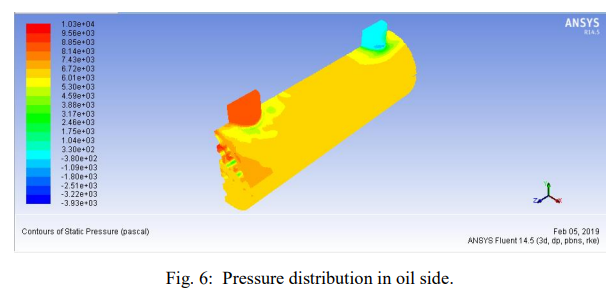 ANSYS
R14.5
1.03e+04
9.56e+03
8.85e+03
8.14e+03
7.43e+03
6.72e+03
6.01e+03
5.30e+03
4.59e+03
3.88e+03
3.17e+03
2.46e+03
1.75e+03
1.04e+03
3.30e+02
-3.80e+02
-1.09e+03
-1.80e+03
-2.51e+03
-3.22e+03
-3.93e+03
Y
Z
X
Contours of Static Pressure (pascal)
Feb 05, 2019
ANSYS Fluent 14.5 (3d, dp, pbns, rke)
Fig. 6: Pressure distribution in oil side.